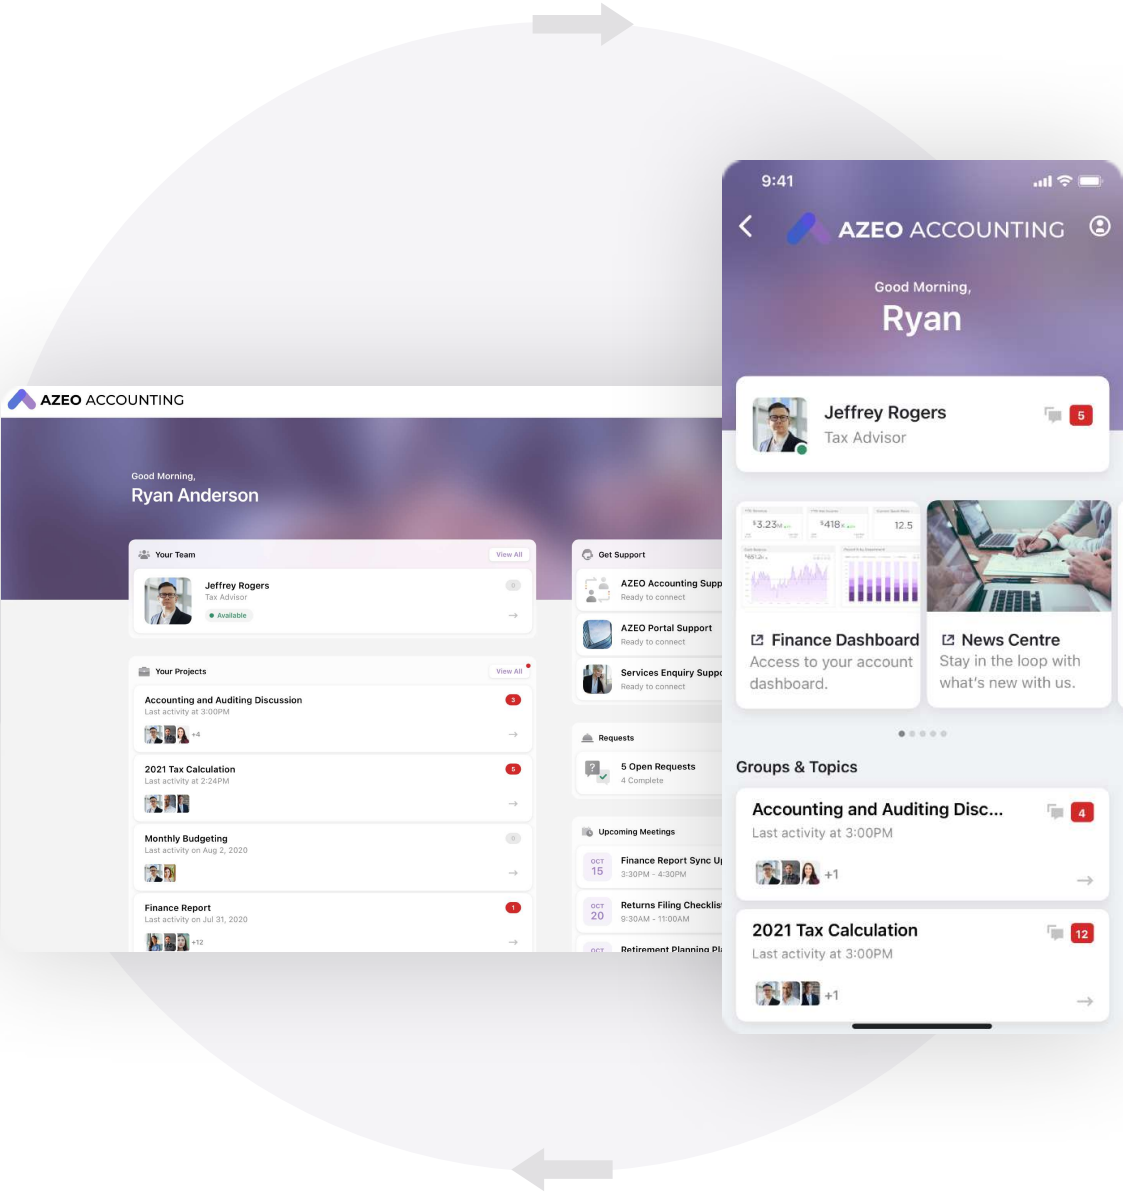 AZEO ACCOUNTING
Good Morning,
Ryan Anderson
Your Team
View All
Jeffrey Rogers
Tax Advisor
Available
0
Your Projects
View All
Accounting and Auditing Discussion
Last activity at 3:00PM
3
+4
2021 Tax Calculation
Last activity at 2:24PM
5
Monthly Budgeting
Last activity on Aug 2, 2020
0
Finance Report
Last activity on Jul 31, 2020
1
+12
Get Support
AZEO Accounting Supp
Ready to connect
AZEO Portal Support
Ready to connect
Services Enquiry Suppo
Ready to connect
Requests
5 Open Requests
4 Complete
Upcoming Meetings
OCT
15
Finance Report Sync Up
3:30PM - 4:30PM
OCT
20
Returns Filing Checklist
9:30AM - 11:00AM
OCT
Retirement Planning Pla
9:41
AZEO ACCOUNTING
Good Morning,
Ryan
Jeffrey Rogers
Tax Advisor
5
$3.23M
$418K
12.5
Finance Dashboard
Access to your account
dashboard.
News Centre
Stay in the loop with
what's new with us.
Groups & Topics
Accounting and Auditing Disc...
Last activity at 3:00PM
4
+1
2021 Tax Calculation
Last activity at 3:00PM
12
+1